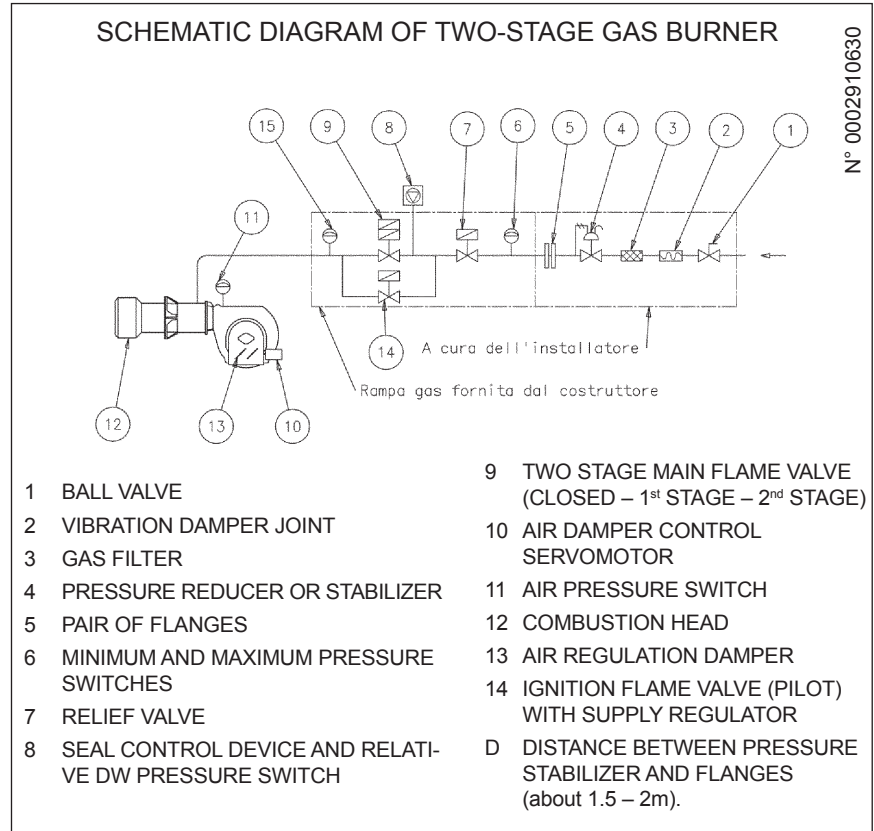 SCHEMATIC DIAGRAM OF TWO-STAGE GAS BURNER
N° 0002910630
15
9
8
7
6
5
4
3
2
1
11
14
A cura dell'installatore
Rampa gas fornita dal costruttore
12
13
10
1 BALL VALVE
2 VIBRATION DAMPER JOINT
3 GAS FILTER
4 PRESSURE REDUCER OR STABILIZER
5 PAIR OF FLANGES
6 MINIMUM AND MAXIMUM PRESSURE
SWITCHES
7 RELIEF VALVE
8 SEAL CONTROL DEVICE AND RELATI-
VE DW PRESSURE SWITCH
9 TWO STAGE MAIN FLAME VALVE
(CLOSED – 1st STAGE – 2nd STAGE)
10 AIR DAMPER CONTROL
SERVOMOTOR
11 AIR PRESSURE SWITCH
12 COMBUSTION HEAD
13 AIR REGULATION DAMPER
14 IGNITION FLAME VALVE (PILOT)
WITH SUPPLY REGULATOR
D DISTANCE BETWEEN PRESSURE
STABILIZER AND FLANGES
(about 1.5 – 2m).